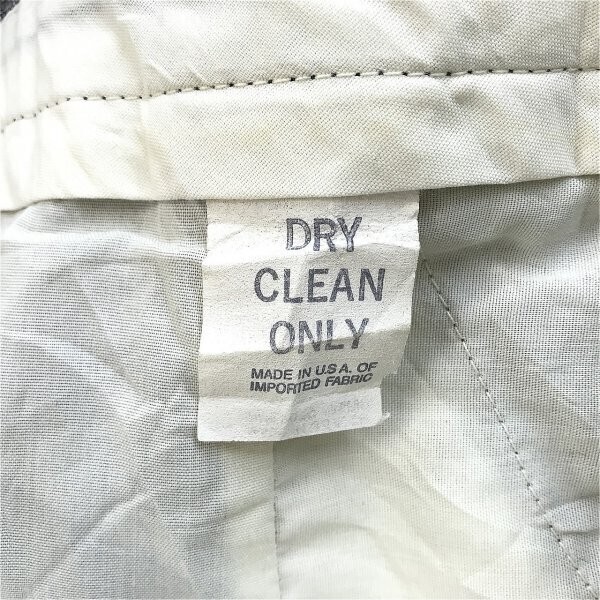 DRY
CLEAN
ONLY
MADE IN U.S.A. OF
IMPORTED FABRIC